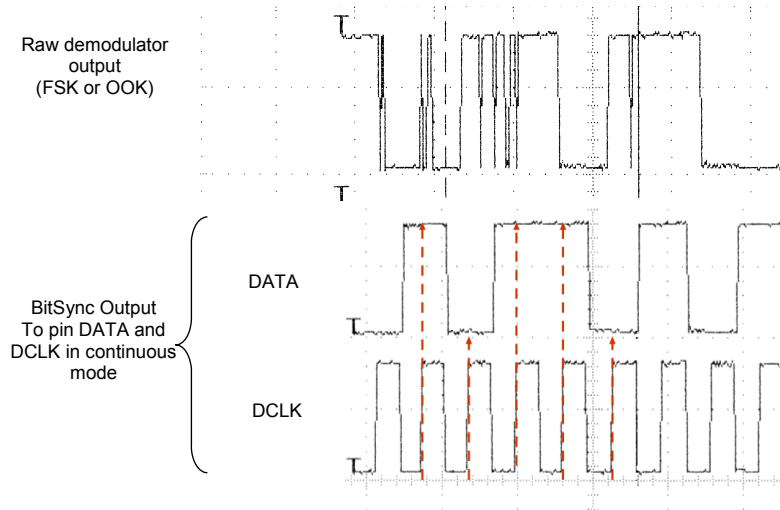 Raw demodulator
output
(FSK or OOK)
DATA
BitSync Output
To pin DATA and
DCLK in continuous
mode
DCLK